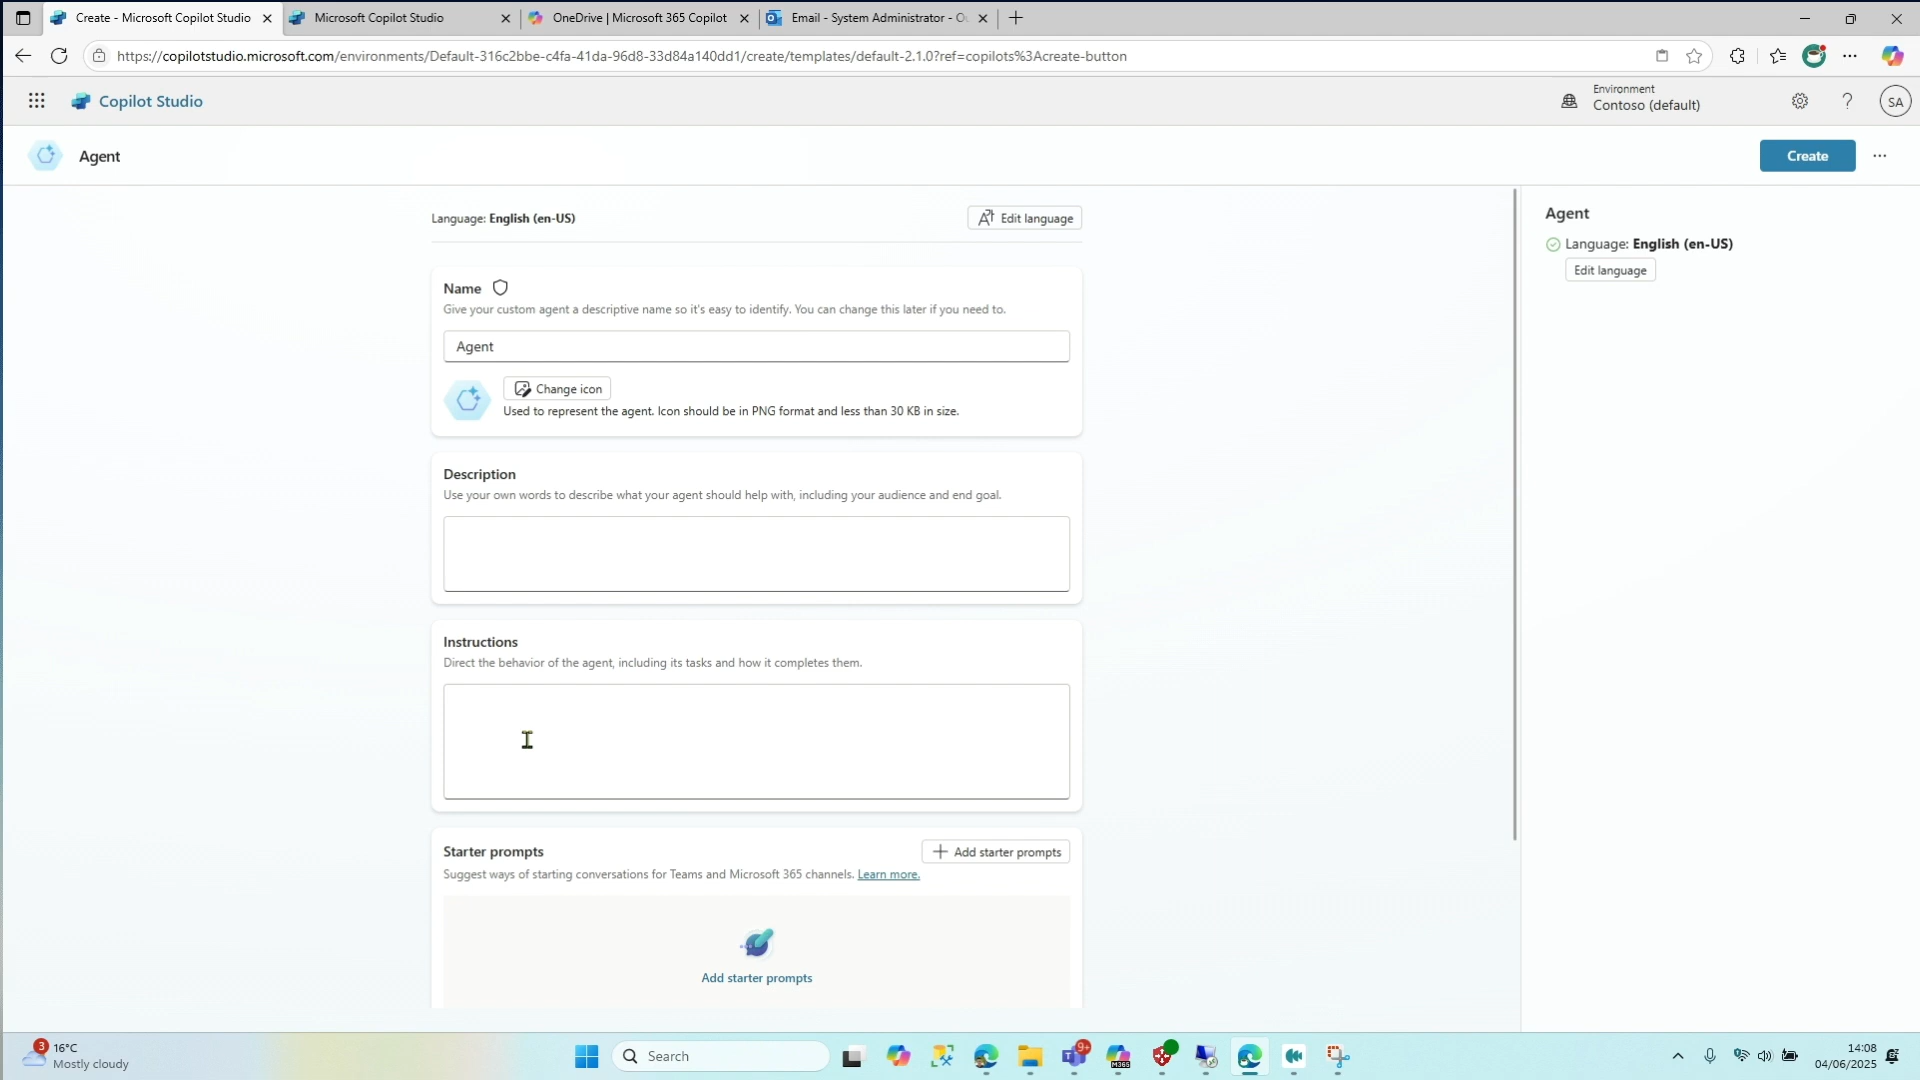 Create - Microsoft Copilot Studio
Microsoft Copilot Studio
OneDrive | Microsoft 365 Copilot
Email - System Administrator - O
https://copilotstudio.microsoft.com/environments/Default-316c2bbe-c4fa-41da-96d8-33d84a140dd1/create/templates/default-2.1.0?ref=copilots%3Acreate-button
Copilot Studio
Environment
Contoso (default)
?
SA
Agent
Create
Language: English (en-US)
Edit language
Name
Give your custom agent a descriptive name so it's easy to identify. You can change this later if you need to.
Agent
Change icon
Used to represent the agent. Icon should be in PNG format and less than 30 KB in size.
Description
Use your own words to describe what your agent should help with, including your audience and end goal.
Instructions
Direct the behavior of the agent, including its tasks and how it completes them.
Starter prompts
Add starter prompts
Suggest ways of starting conversations for Teams and Microsoft 365 channels. Learn more.
Add starter prompts
Agent
Language: English (en-US)
Edit language
3
16°C
Mostly cloudy
Search
9+
M365
14:08
04/06/2025